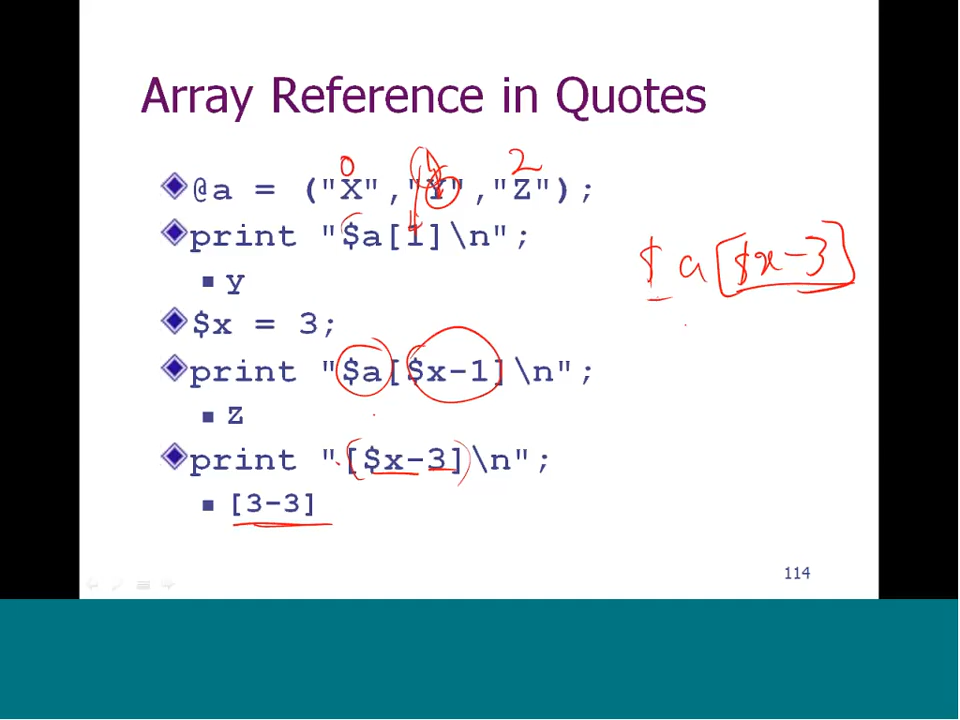 Array Reference in Quotes
0 2
@a = ("X","Y","Z");
print "$a[1]\n";
y
$ a [$x-3]
$x = 3;
print "$a[$x-1]\n";
Z
print "[$x-3]\n";
[3-3]
114